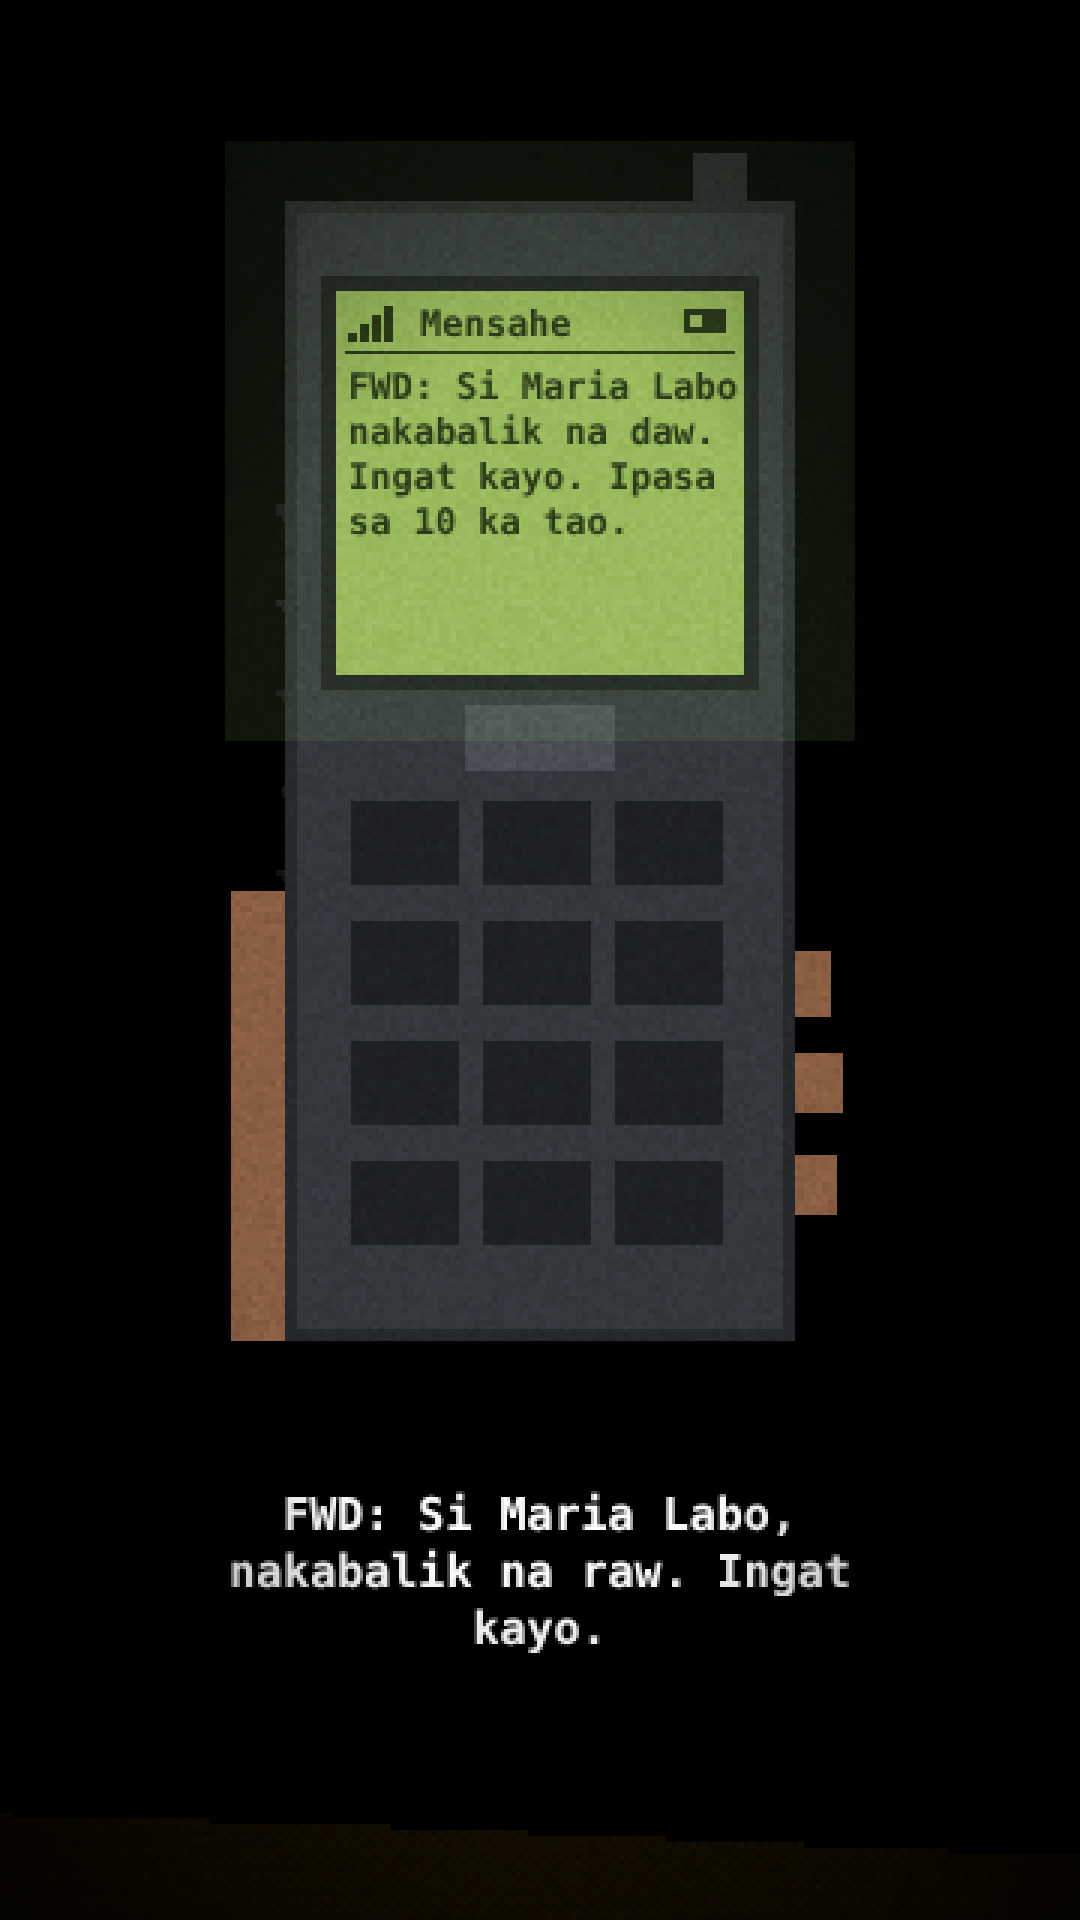 Mensahe
FWD: Si Maria Labo
nakabalik na daw.
Ingat kayo. Ipasa
sa 10 ka tao.
FWD: Si Maria Labo,
nakabalik na raw. Ingat
kayo.